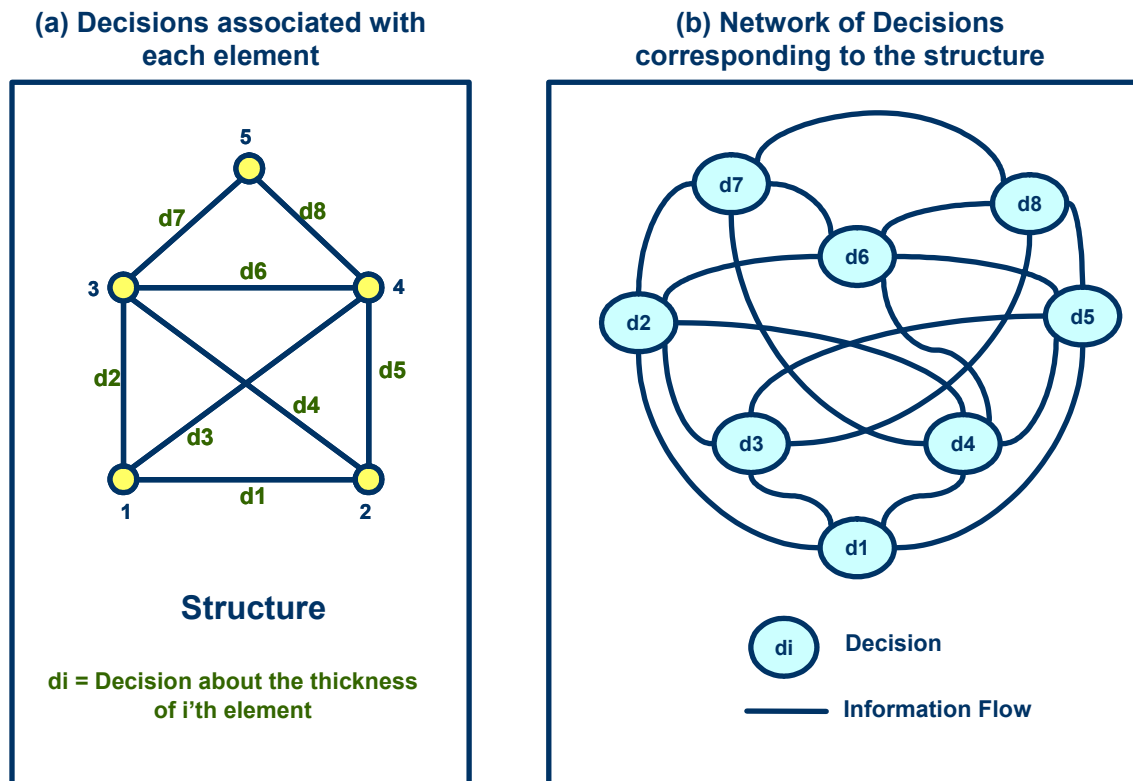 (a) Decisions associated with
each element
5
d7
d8
d6
3
4
d2
d5
d4
d3
d1
1
2
Structure
di = Decision about the thickness
of i'th element
(b) Network of Decisions
corresponding to the structure
d7
d8
d6
d2
d5
d3
d4
d1
di
Decision
Information Flow